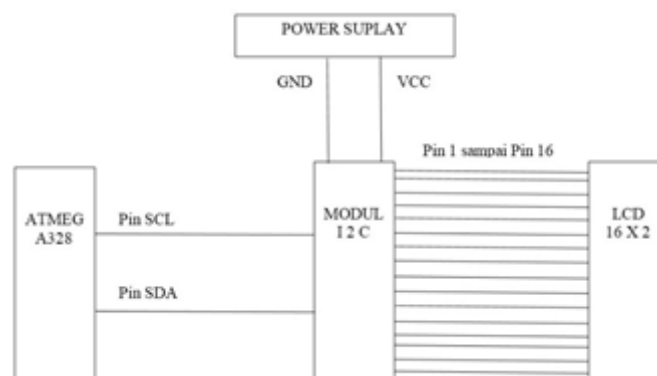 POWER SUPLAY
GND
VCC
Pin 1 sampai Pin 16
ATMEG
A328
Pin SCL
MODUL
I 2 C
LCD
16 X 2
Pin SDA